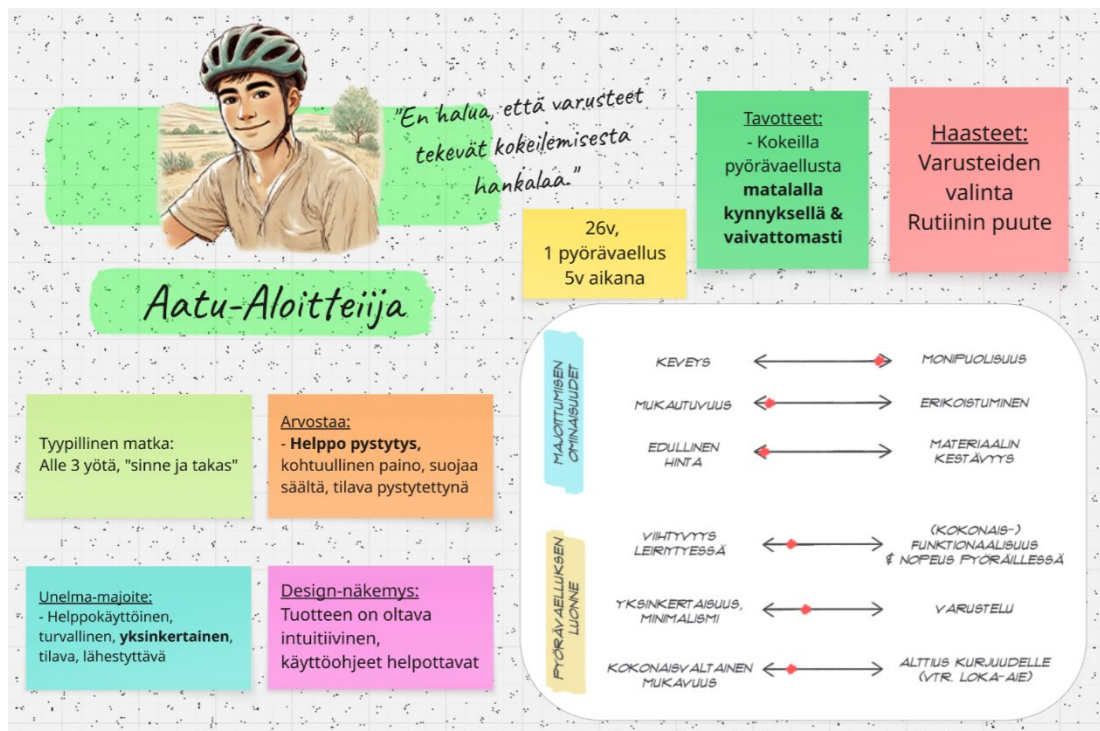 "En halua, että varusteet
tekevät kokeilemisesta
hankalaa."
Aatu-Aloitteiija
26v,
1 pyörävaellus
5v aikana
Tavotteet:
- Kokeilla
pyörävaellusta
matalalla
kynnyksellä &
vaivattomasti
Haasteet:
Varusteiden
valinta
Rutiinin puute
Tyypillinen matka:
Alle 3 yötä, "sinne ja takas"
Arvostaa:
- Helppo pystytys,
kohtuullinen paino, suojaa
säältä, tilava pystytettynä
Unelma-majoite:
- Helppokäyttöinen,
turvallinen, yksinkertainen,
tilava, lähestyttävä
Design-näkemys:
Tuotteen on oltava
intuitiivinen,
käyttöohjeet helpottavat
MAJOITTUMISEN
OMINAISUUDET
KEVEYS
MONIPUOLISUUS
MUKAUTUVUUS
ERIKOISTUMINEN
EDULLINEN
HINTA
MATERIAALIN
KESTÄVYYS
PYÖRÄVAELLUKSEN
LUONNE
VIIHTYVYYS
LEIRIYTYESSÄ
(KOKONAIS-)
FUNKTIONAALISUUS
& NOPEUS PYÖRÄILLESSÄ
YKSINKERTAISUUS,
MINIMALISMI
VARUSTELU
KOKONAISVALTAINEN
MUKAVUUS
ALTTIUS KURJUUDELLE
(VTR. LOKA-AIE)